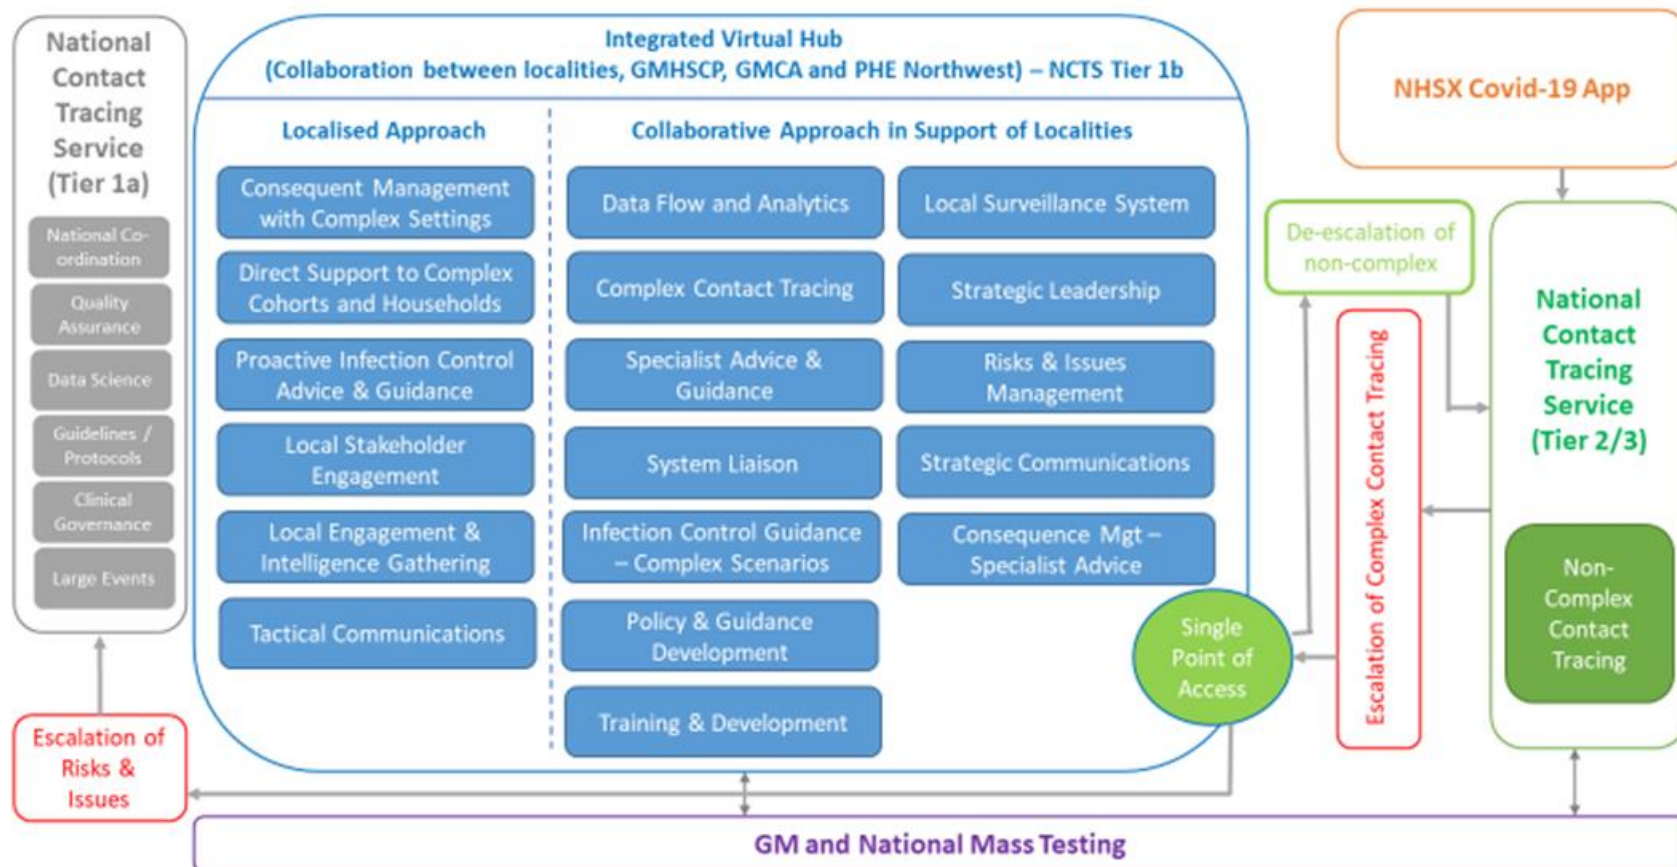 National
Contact
Tracing
Service
(Tier 1a)
National Co-
ordination
Quality
Assurance
Data Science
Guidelines /
Protocols
Clinical
Governance
Large Events
Escalation of
Risks &
Issues
Integrated Virtual Hub
(Collaboration between localities, GMHSCP, GMCA and PHE Northwest) – NCTS Tier 1b
Localised Approach
Consequent Management
with Complex Settings
Direct Support to Complex
Cohorts and Households
Proactive Infection Control
Advice & Guidance
Local Stakeholder
Engagement
Local Engagement &
Intelligence Gathering
Tactical Communications
Collaborative Approach in Support of Localities
Data Flow and Analytics
Complex Contact Tracing
Specialist Advice &
Guidance
System Liaison
Infection Control Guidance
– Complex Scenarios
Policy & Guidance
Development
Training & Development
Local Surveillance System
Strategic Leadership
Risks & Issues
Management
Strategic Communications
Consequence Mgt –
Specialist Advice
Single
Point of
Access
De-escalation of
non-complex
Escalation of Complex Contact Tracing
NHSX Covid-19 App
National
Contact
Tracing
Service
(Tier 2/3)
Non-
Complex
Contact
Tracing
GM and National Mass Testing